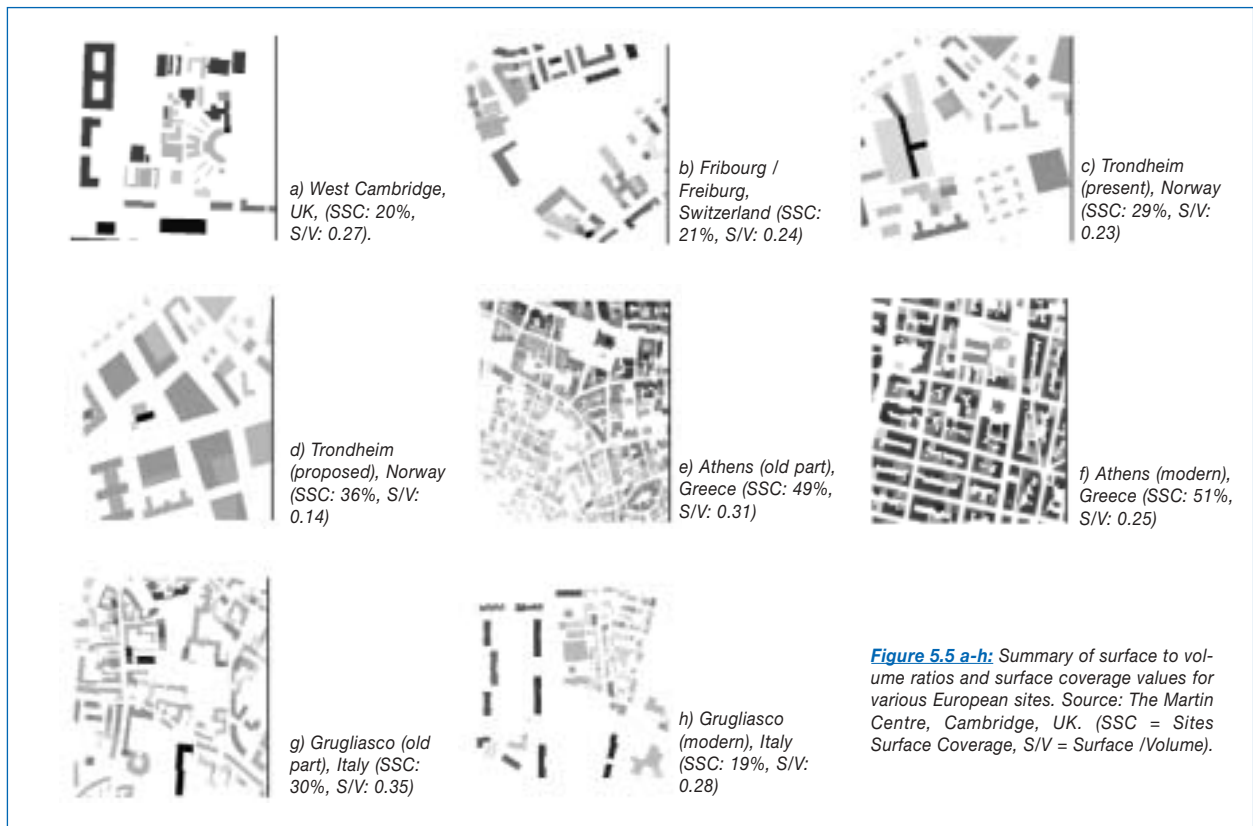 a) West Cambridge,
UK, (SSC: 20%,
S/V: 0.27).
b) Fribourg /
Freiburg,
Switzerland (SSC:
21%, S/V: 0.24)
c) Trondheim
(present), Norway
(SSC: 29%, S/V:
0.23)
d) Trondheim
(proposed), Norway
(SSC: 36%, S/V:
0.14)
e) Athens (old part),
Greece (SSC: 49%,
S/V: 0.31)
f) Athens (modern),
Greece (SSC: 51%,
S/V: 0.25)
g) Grugliasco (old
part), Italy (SSC:
30%, S/V: 0.35)
h) Grugliasco
(modern), Italy
(SSC: 19%, S/V:
0.28)
Figure 5.5 a-h: Summary of surface to vol-
ume ratios and surface coverage values for
various European sites. Source: The Martin
Centre, Cambridge, UK. (SSC = Sites
Surface Coverage, S/V = Surface /Volume).